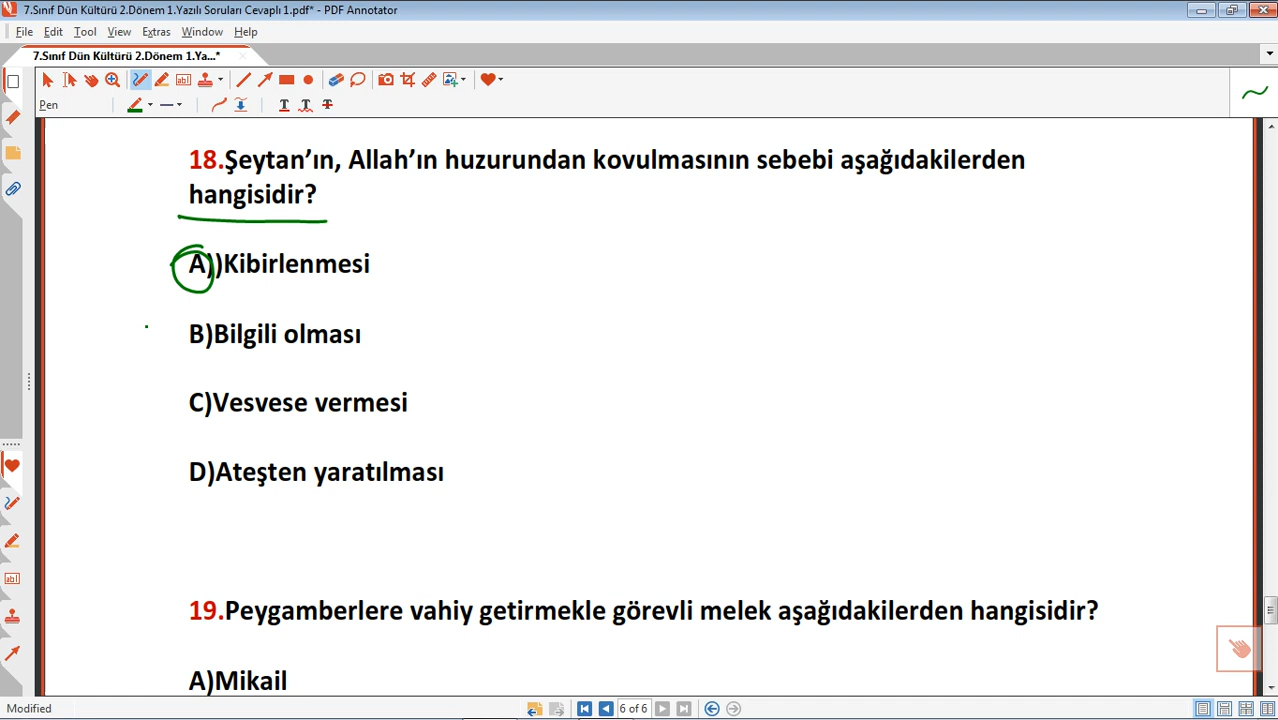 7.Sınıf Dün Kültürü 2.Dönem 1.Yazılı Soruları Cevaplı 1.pdf* - PDF Annotator
File Edit Tool View Extras Window Help
7.Sınıf Dün Kültürü 2.Dönem 1.Ya...*
Pen
18.Şeytan’ın, Allah’ın huzurundan kovulmasının sebebi aşağıdakilerden
hangisidir?
A))Kibirlenmesi
B)Bilgili olması
C)Vesvese vermesi
D)Ateşten yaratılması
19.Peygamberlere vahiy getirmekle görevli melek aşağıdakilerden hangisidir?
A)Mikail
Modified
6 of 6